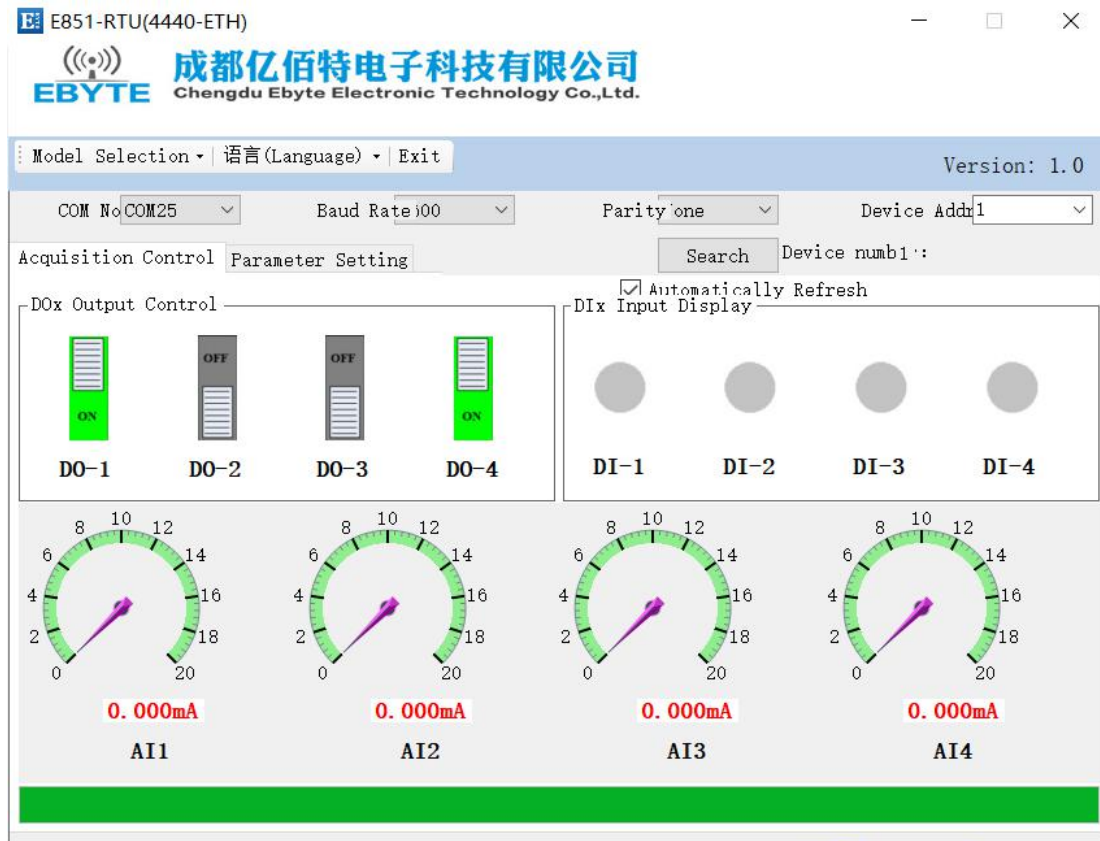 E851-RTU(4440-ETH)
EBYTE 成都亿佰特电子科技有限公司
Chengdu Ebyte Electronic Technology Co.,Ltd.
Model Selection 语言(Language) Exit
Version: 1.0
COM No COM25 Baud Rate 00 Parity one Device Addr 1
Acquisition Control Parameter Setting Search Device numb1 :
Automatically Refresh
DOx Output Control DIx Input Display
OFF OFF
ON ON
DO-1 DO-2 DO-3 DO-4 DI-1 DI-2 DI-3 DI-4
0 2 4 6 8 10 12 14 16 18 20
0 2 4 6 8 10 12 14 16 18 20
0 2 4 6 8 10 12 14 16 18 20
0 2 4 6 8 10 12 14 16 18 20
0.000mA 0.000mA 0.000mA 0.000mA
AI1 AI2 AI3 AI4